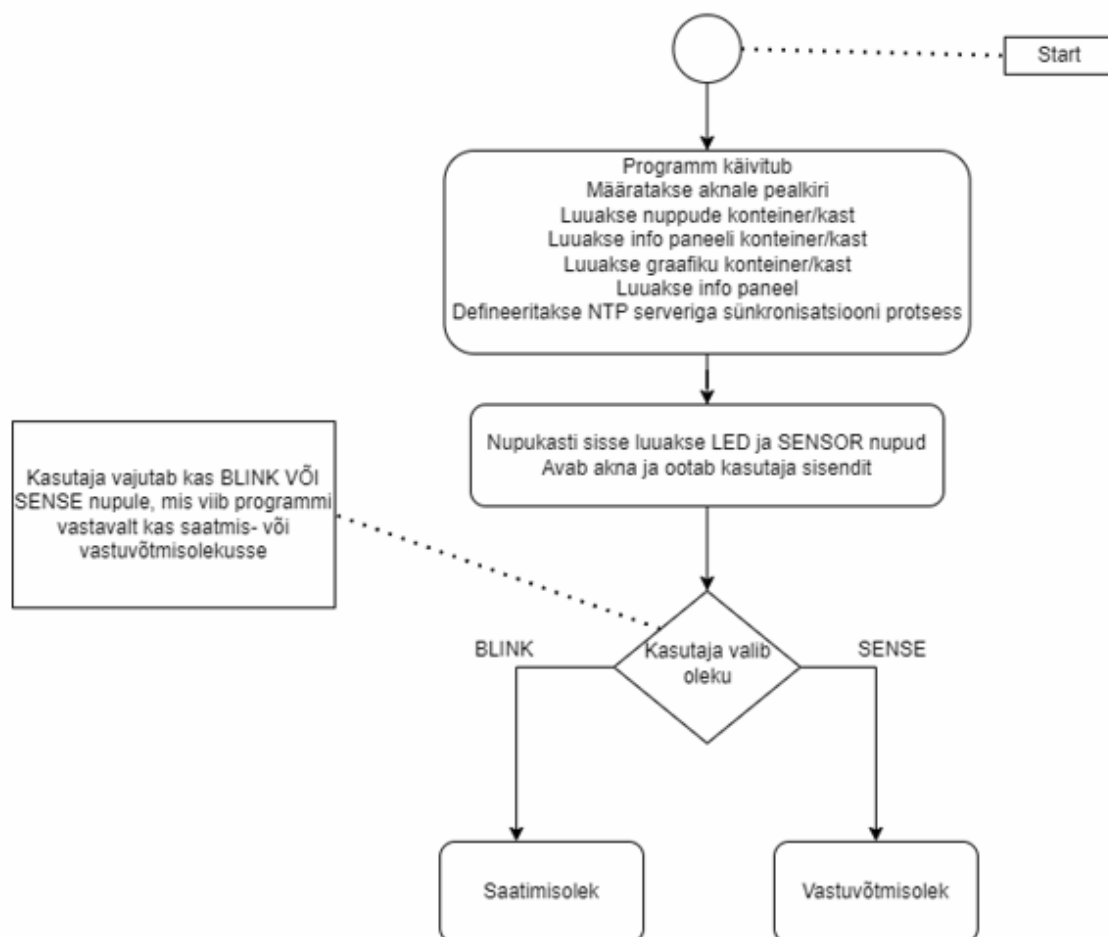 Start
Programm käivitub
Määratakse aknale pealkiri
Luuakse nuppude konteiner/kast
Luuakse info paneeli konteiner/kast
Luuakse graafiku konteiner/kast
Luuakse info paneel
Defineeritakse NTP serveriga sünkronisatsiooni protsess
Nupukasti sisse luuakse LED ja SENSOR nupud
Avab akna ja ootab kasutaja sisendit
Kasutaja vajutab kas BLINK VÕI
SENSE nupule, mis viib programmi
vastavalt kas saatmis- või
vastuvõtmisolekusse
Kasutaja valib
oleku
BLINK
SENSE
Saatimisolek
Vastuvõtmisolek